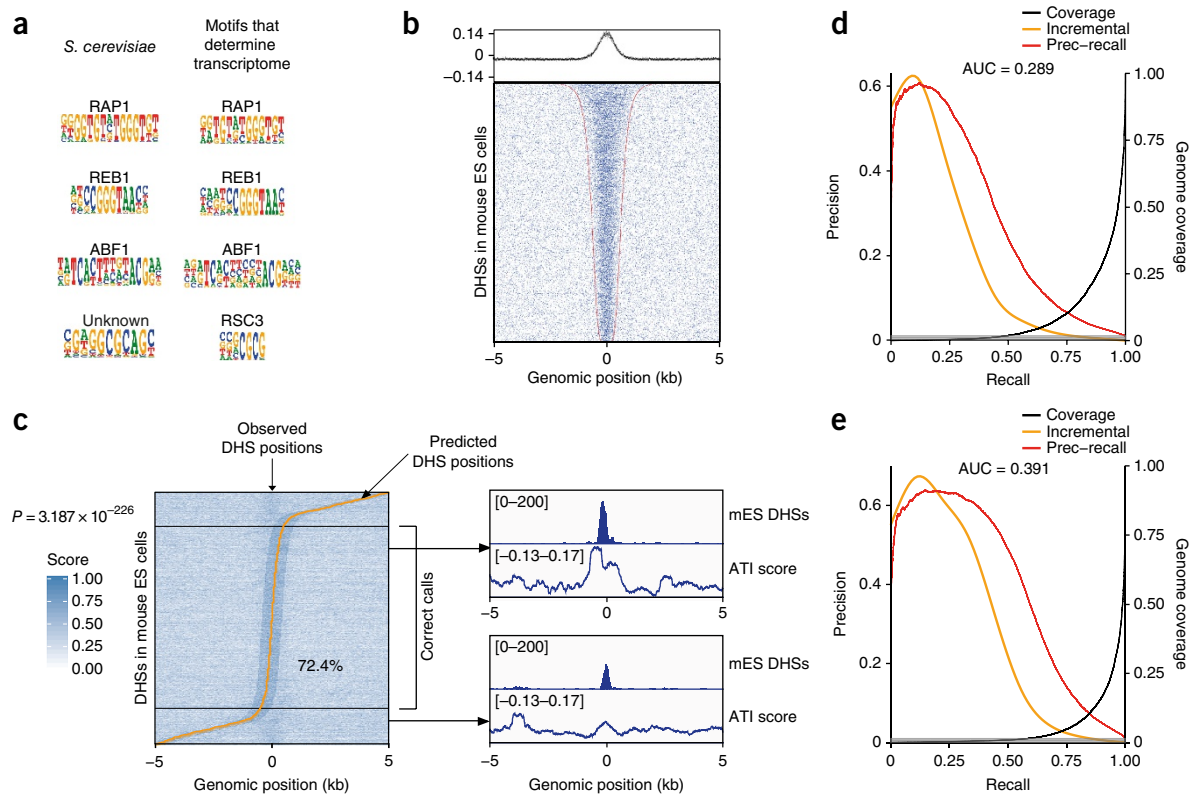 a
S. cerevisiae
Motifs that
determine
transcriptome
RAP1
RAP1
REB1
REB1
ABF1
ABF1
Unknown
RSC3
b
0.14
0
−0.14
DHSs in mouse ES cells
−5
0
5
Genomic position (kb)
d
Coverage
Incremental
Prec–recall
AUC = 0.289
Precision
0.6
0.4
0.2
0
0
0.25
0.50
0.75
1.00
Recall
1.00
0.75
0.50
0.25
0
Genome coverage
c
Observed
DHS positions
Predicted
DHS positions
P = 3.187 × 10−226
Score
1.00
0.75
0.50
0.25
0.00
DHSs in mouse ES cells
72.4%
Correct calls
−5
0
5
Genomic position (kb)
[0–200]
mES DHSs
[−0.13–0.17]
ATI score
−5
0
5
[0–200]
mES DHSs
[−0.13–0.17]
ATI score
−5
0
5
Genomic position (kb)
e
Coverage
Incremental
Prec–recall
AUC = 0.391
Precision
0.6
0.4
0.2
0
0
0.25
0.50
0.75
1.00
Recall
1.00
0.75
0.50
0.25
0
Genome coverage